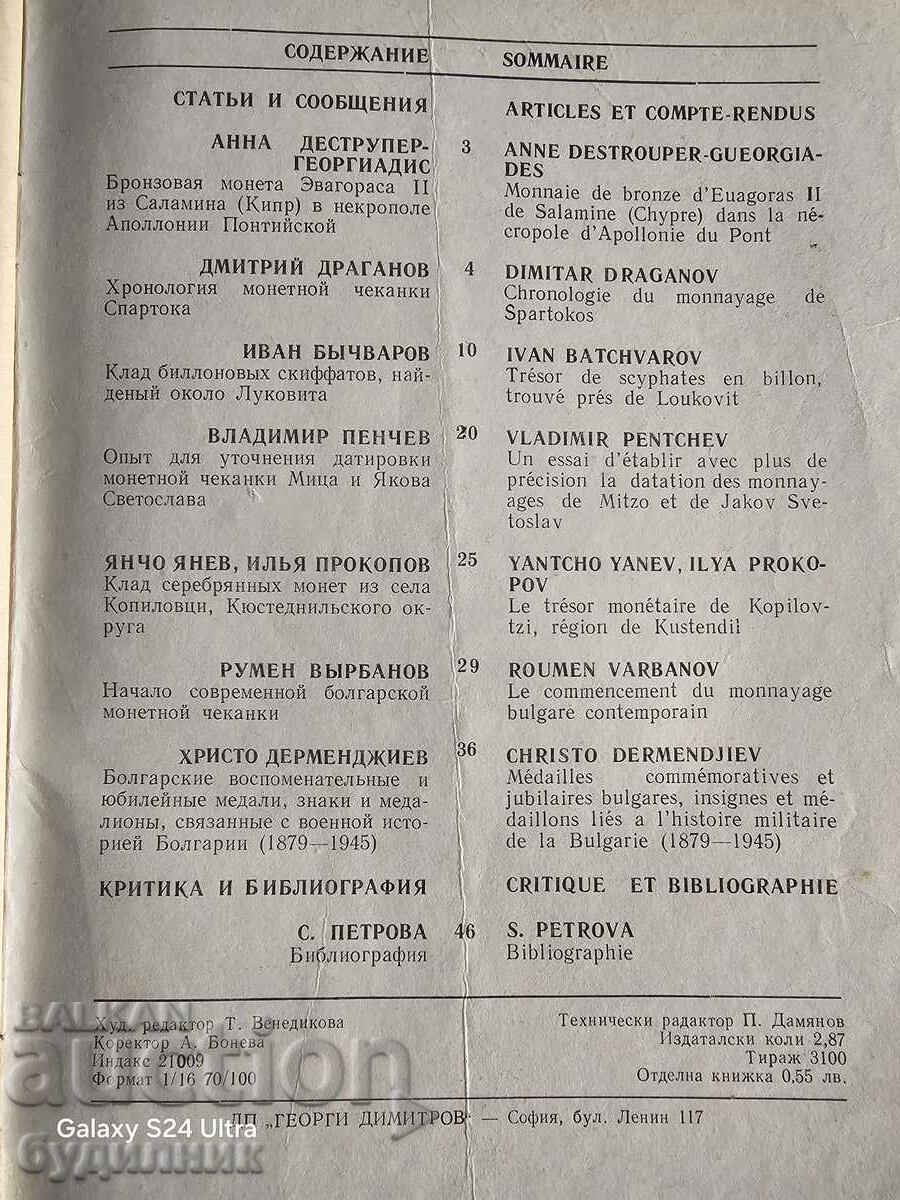 СОДЕРЖАНИЕ
СТАТЬИ И СООБЩЕНИЯ
АННА ДЕСТРУПЕР-
ГЕОРГИАДИС
Бронзовая монета Эвагораса II
из Саламина (Кипр) в некрополе
Аполлонии Понтийской
ДМИТРИЙ ДРАГАНОВ
Хронология монетной чеканки
Спартока
ИВАН БЫЧВАРОВ
Клад биллоновых скиффатов, най-
деный около Луковита
ВЛАДИМИР ПЕНЧЕВ
Опыт для уточнения датировки
монетной чеканки Мица и Якова
Светослава
ЯНЧО ЯНЕВ, ИЛЬЯ ПРОКОПОВ
Клад серебрянных монет из села
Копиловци, Кюстеднильского ок-
руга
РУМЕН ВЫРБАНОВ
Начало современной болгарской
монетной чеканки
ХРИСТО ДЕРМЕНДЖИЕВ
Болгарские воспоменательные и
юбилейные медали, знаки и меда-
лионы, связанные с военной исто-
рией Болгарии (1879—1945)
КРИТИКА И БИБЛИОГРАФИЯ
С. ПЕТРОВА
Библиография
3
4
10
20
25
29
36
46
SOMMAIRE
ARTICLES ET COMPTE-RENDUS
ANNE DESTROUPER-GUEORGIA-
DES
Monnaie de bronze d'Euagoras II
de Salamine (Chypre) dans la né-
cropole d'Apollonie du Pont
DIMITAR DRAGANOV
Chronologie du monnayage de
Spartokos
IVAN BATCHVAROV
Trésor de scyphates en billon,
trouvé prés de Loukovit
VLADIMIR PENTCHEV
Un essai d'établir avec plus de
précision la datation des monnay-
ages de Mitzo et de Jakov Sve-
toslav
YANTCHO YANEV, ILYA PROKO-
POV
Le trésor monétaire de Kopilov-
tzi, région de Kustendil
ROUMEN VARBANOV
Le commencement du monnayage
bulgare contemporain
CHRISTO DERMENDJIEV
Médailles commémoratives et
jubilaires bulgares, insignes et mé-
daillons liés a l'histoire militaire
de la Bulgarie (1879—1945)
CRITIQUE ET BIBLIOGRAPHIE
S. PETROVA
Bibliographie
Худ. редактор Т. Венедикова
Коректор А. Бонева
Индакс 21009
Формат 1/16 70/100
Технически радактор П. Дамянов
Издаталски коли 2,87
Тираж 3100
Отделна книжка 0,55 лв.
ДП „ГЕОРГИ ДИМИТРОВ“ — София, бул. Ленин 117
BALKAN
auction
Galaxy S24 Ultra
будилник